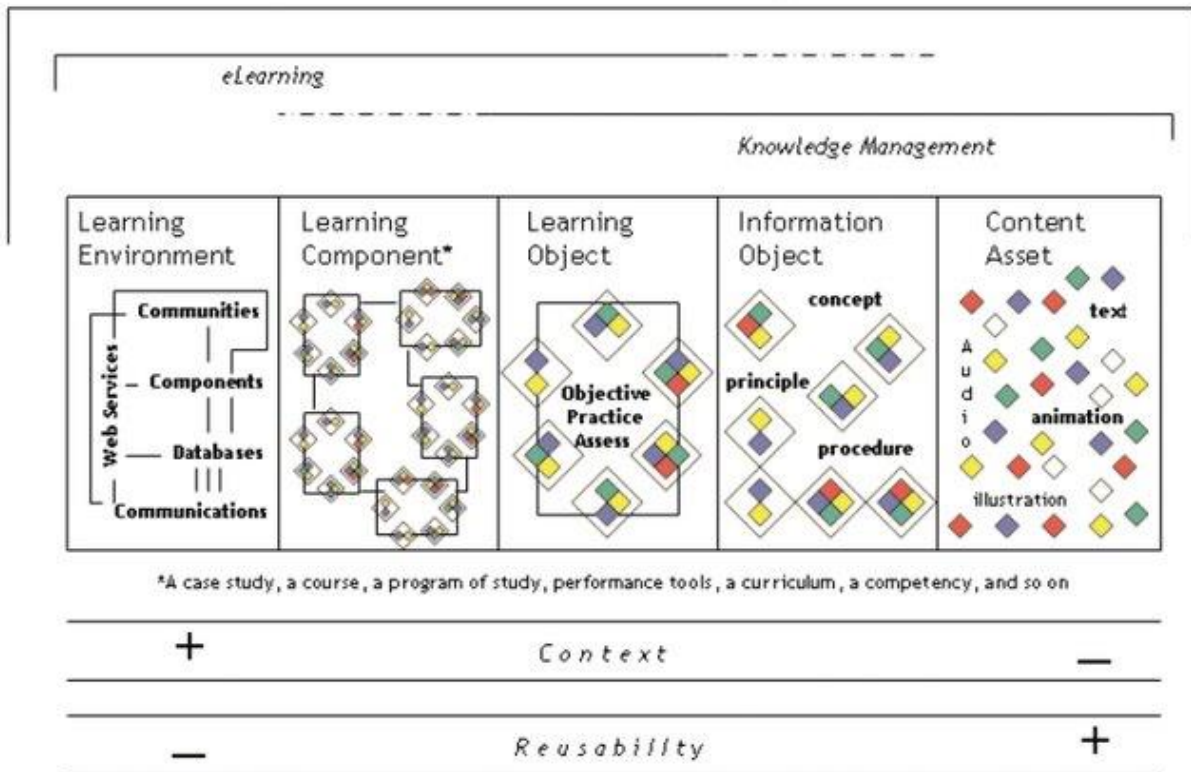 eLearning
Knowledge Management
Learning
Environment
Communities
Web Services
Components
Databases
Communications
Learning
Component*
Learning
Object
Objective
Practice
Assess
Information
Object
concept
principle
procedure
Content
Asset
text
Audio
animation
illustration
*A case study, a course, a program of study, performance tools, a curriculum, a competency, and so on
+ Context –
– Reusabillty +